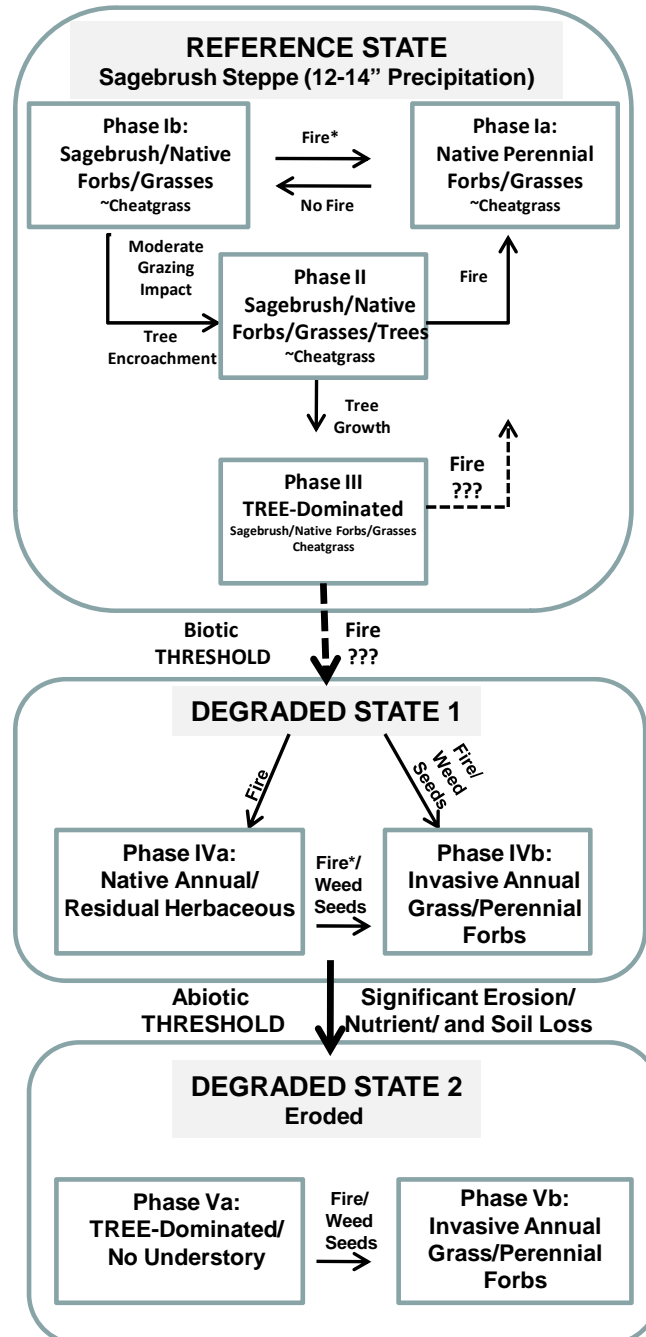 REFERENCE STATE
Sagebrush Steppe (12-14” Precipitation)
Phase Ib:
Sagebrush/Native
Forbs/Grasses
~Cheatgrass
Fire*
No Fire
Phase Ia:
Native Perennial
Forbs/Grasses
~Cheatgrass
Moderate
Grazing
Impact
Tree
Encroachment
Phase II
Sagebrush/Native
Forbs/Grasses/Trees
~Cheatgrass
Fire
Tree
Growth
Phase III
TREE-Dominated
Sagebrush/Native Forbs/Grasses
Cheatgrass
Fire
???
Biotic
THRESHOLD
Fire
???
DEGRADED STATE 1
Fire
Fire/
Weed
Seeds
Phase IVa:
Native Annual/
Residual Herbaceous
Fire*/
Weed
Seeds
Phase IVb:
Invasive Annual
Grass/Perennial
Forbs
Abiotic
THRESHOLD
Significant Erosion/
Nutrient/ and Soil Loss
DEGRADED STATE 2
Eroded
Phase Va:
TREE-Dominated/
No Understory
Fire/
Weed
Seeds
Phase Vb:
Invasive Annual
Grass/Perennial
Forbs